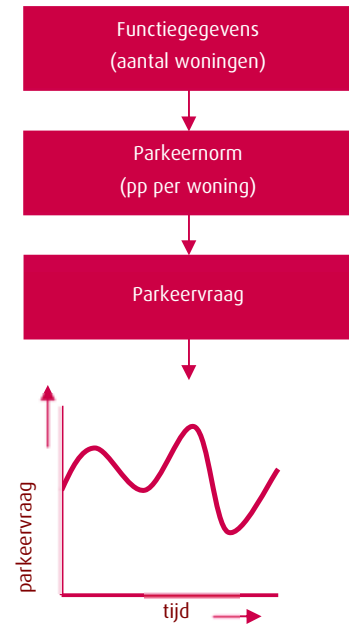 Functiegegevens
(aantal woningen)
Parkeernorm
(pp per woning)
Parkeervraag
parkeervraag
tijd